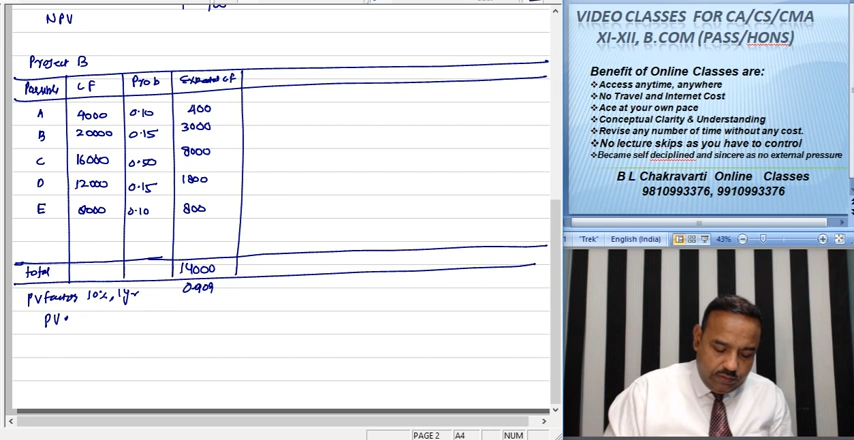 NPV
Project B
Possible CF Prob Expected CF
A 4000 0.10 400
B 20000 0.15 3000
C 16000 0.50 8000
D 12000 0.15 1800
E 8000 0.10 800
Total 14000
PV factor 10%, 1yr 0.909
PV
PAGE 2 A4 NUM
VIDEO CLASSES FOR CA/CS/CMA
XI-XII, B.COM (PASS/HONS)
Benefit of Online Classes are:
❖Access anytime, anywhere
❖No Travel and Internet Cost
❖Ace at your own pace
❖Conceptual Clarity & Understanding
❖Revise any number of time without any cost.
❖No lecture skips as you have to control
❖Became self deciplined and sincere as no external pressure
B L Chakravarti Online Classes
9810993376, 9910993376
"Trek" English (India) 43%